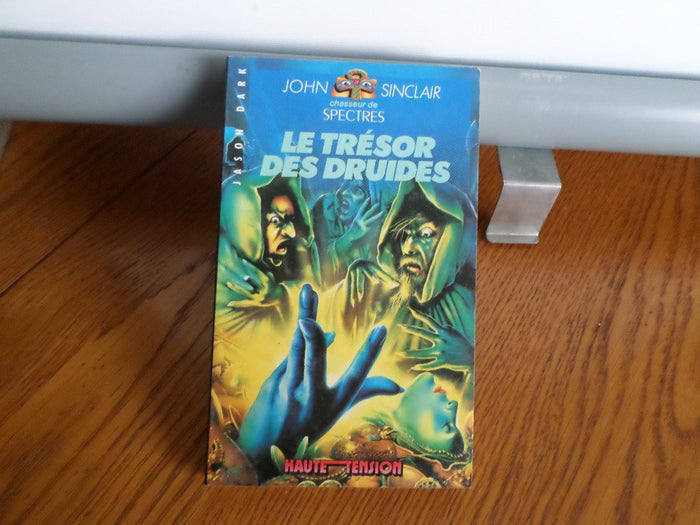 JASON DARK
JOHN SINCLAIR
chasseur de
SPECTRES
LE TRÉSOR
DES DRUIDES
HAUTE TENSION